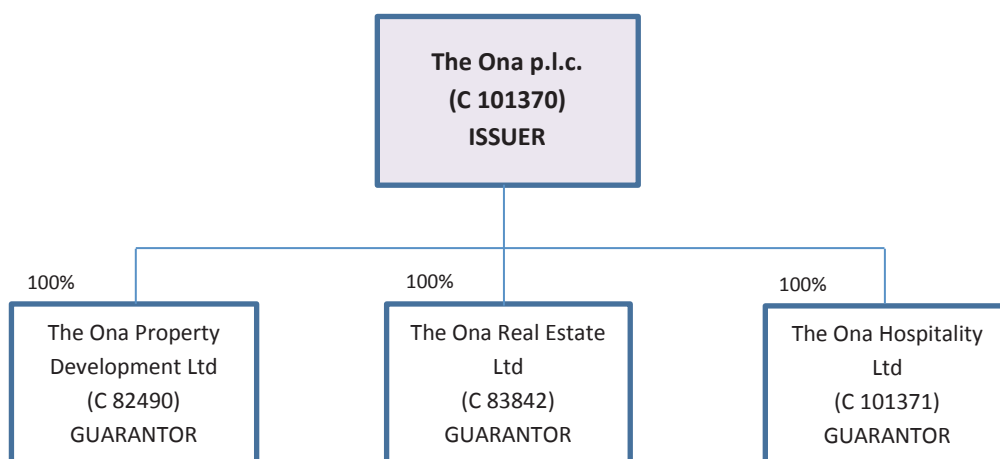 The Ona p.l.c.
(C 101370)
ISSUER
100%
100%
100%
The Ona Property
Development Ltd
(C 82490)
GUARANTOR
The Ona Real Estate
Ltd
(C 83842)
GUARANTOR
The Ona Hospitality
Ltd
(C 101371)
GUARANTOR